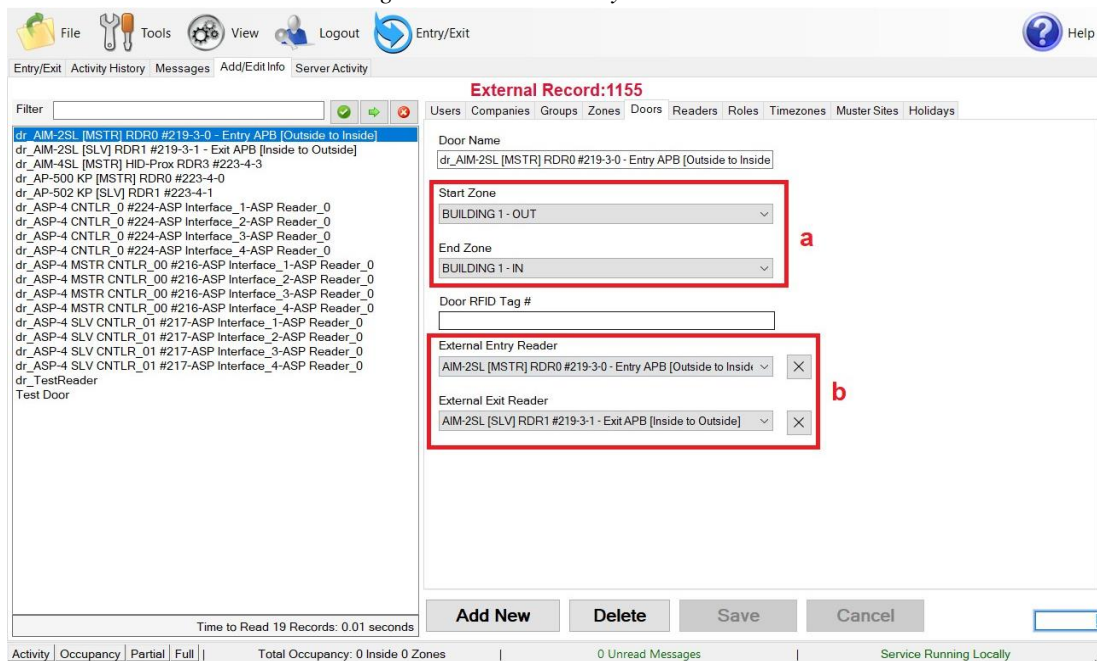 File Tools View Logout Entry/Exit Help
Entry/Exit Activity History Messages Add/Edit Info Server Activity
External Record:1155
Filter
Users Companies Groups Zones Doors Readers Roles Timezones Muster Sites Holidays
dr_AIM-2SL [MSTR] RDR0 #219-3-0 - Entry APB [Outside to Inside]
dr_AIM-2SL [SLV] RDR1 #219-3-1 - Exit APB [Inside to Outside]
dr_AIM-4SL [MSTR] HID-Prox RDR3 #223-4-3
dr_AP-500 KP [MSTR] RDR0 #223-4-0
dr_AP-502 KP [SLV] RDR1 #223-4-1
dr_ASP-4 CNTLR_0 #224-ASP Interface_1-ASP Reader_0
dr_ASP-4 CNTLR_0 #224-ASP Interface_2-ASP Reader_0
dr_ASP-4 CNTLR_0 #224-ASP Interface_3-ASP Reader_0
dr_ASP-4 CNTLR_0 #224-ASP Interface_4-ASP Reader_0
dr_ASP-4 MSTR CNTLR_00 #216-ASP Interface_1-ASP Reader_0
dr_ASP-4 MSTR CNTLR_00 #216-ASP Interface_2-ASP Reader_0
dr_ASP-4 MSTR CNTLR_00 #216-ASP Interface_3-ASP Reader_0
dr_ASP-4 MSTR CNTLR_00 #216-ASP Interface_4-ASP Reader_0
dr_ASP-4 SLV CNTLR_01 #217-ASP Interface_1-ASP Reader_0
dr_ASP-4 SLV CNTLR_01 #217-ASP Interface_2-ASP Reader_0
dr_ASP-4 SLV CNTLR_01 #217-ASP Interface_3-ASP Reader_0
dr_ASP-4 SLV CNTLR_01 #217-ASP Interface_4-ASP Reader_0
dr_TestReader
Test Door
Time to Read 19 Records: 0.01 seconds
Door Name
dr_AIM-2SL [MSTR] RDR0 #219-3-0 - Entry APB [Outside to Inside
Start Zone
BUILDING 1 - OUT
a
End Zone
BUILDING 1 - IN
Door RFID Tag #
External Entry Reader
AIM-2SL [MSTR] RDR0 #219-3-0 - Entry APB [Outside to Inside
b
External Exit Reader
AIM-2SL [SLV] RDR1 #219-3-1 - Exit APB [Inside to Outside]
Add New Delete Save Cancel
Activity Occupancy Partial Full | Total Occupancy: 0 Inside 0 Zones | 0 Unread Messages | Service Running Locally